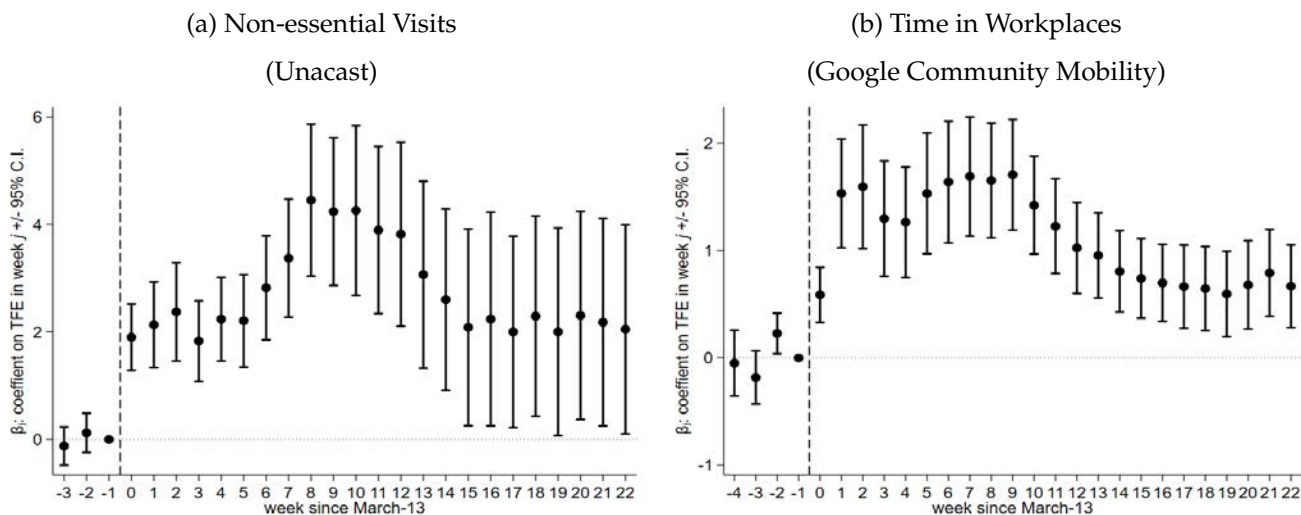 (a) Non-essential Visits
(Unacast)
6
4
2
0
βj: coeffient on TFE in week j +/- 95% C.I.
-3 -2 -1 0 1 2 3 4 5 6 7 8 9 10 11 12 13 14 15 16 17 18 19 20 21 22
week since March-13
(b) Time in Workplaces
(Google Community Mobility)
2
1
0
-1
βj: coeffient on TFE in week j +/- 95% C.I.
-4 -3 -2 -1 0 1 2 3 4 5 6 7 8 9 10 11 12 13 14 15 16 17 18 19 20 21 22
week since March-13